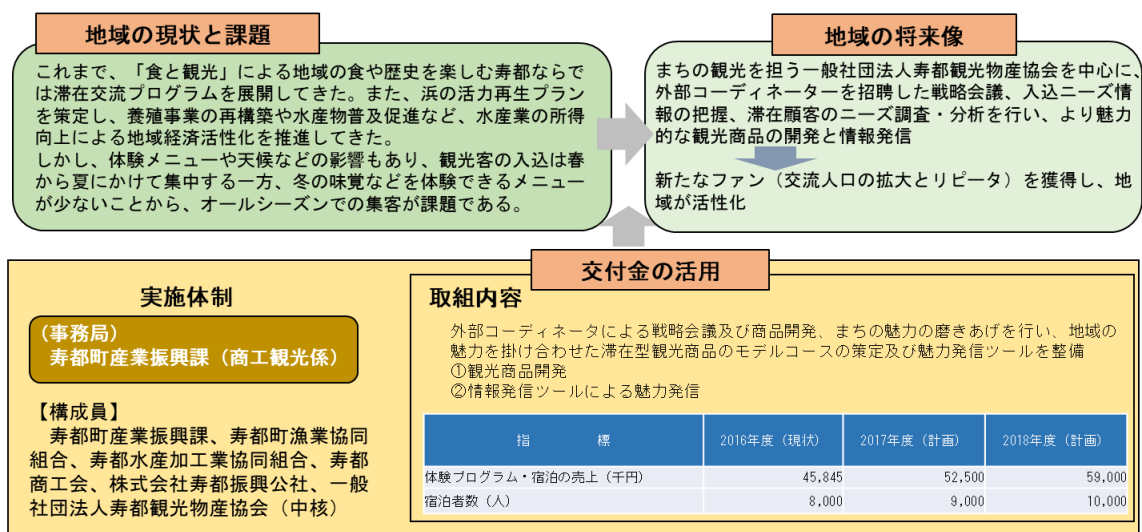 地域の現状と課題
これまで、「食と観光」による地域の食や歴史を楽しむ寿都ならで
は滞在交流プログラムを展開してきた。また、浜の活力再生プラン
を策定し、養殖事業の再構築や水産物普及促進など、水産業の所得
向上による地域経済活性化を推進してきた。
しかし、体験メニューや天候などの影響もあり、観光客の入込は春
から夏にかけて集中する一方、冬の味覚などを体験できるメニュー
が少ないことから、オールシーズンでの集客が課題である。
地域の将来像
まちの観光を担う一般社団法人寿都観光物産協会を中心に、
外部コーディネーターを招聘した戦略会議、入込ニーズ情
報の把握、滞在顧客のニーズ調査・分析を行い、より魅力
的な観光商品の開発と情報発信
新たなファン（交流人口の拡大とリピータ）を獲得し、地
域が活性化
交付金の活用
実施体制
（事務局）
寿都町産業振興課（商工観光係）
【構成員】
寿都町産業振興課、寿都町漁業協同
組合、寿都水産加工業協同組合、寿都
商工会、株式会社寿都振興公社、一般
社団法人寿都観光物産協会（中核）
取組内容
外部コーディネータによる戦略会議及び商品開発、まちの魅力の磨きあげを行い、地域の
魅力を掛け合わせた滞在型観光商品のモデルコースの策定及び魅力発信ツールを整備
①観光商品開発
②情報発信ツールによる魅力発信
指　　　標 2016年度（現状） 2017年度（計画） 2018年度（計画）
体験プログラム・宿泊の売上（千円） 45,845 52,500 59,000
宿泊者数（人） 8,000 9,000 10,000